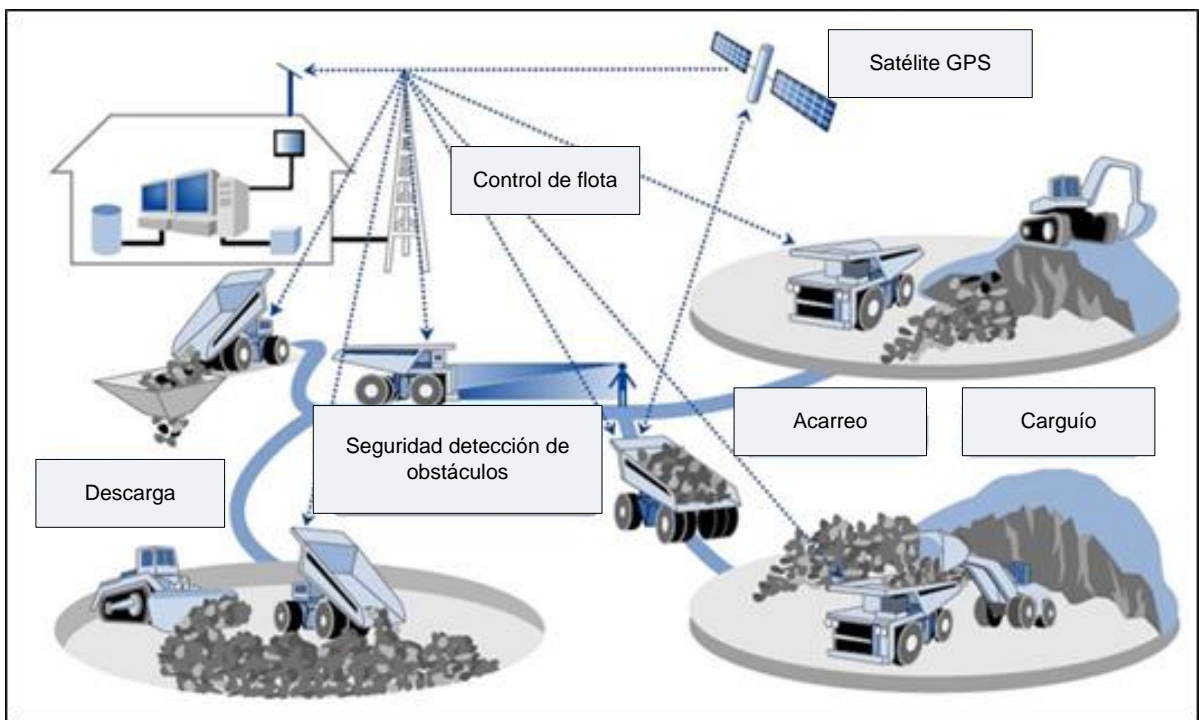 Satélite GPS
Control de flota
Acarreo
Carguío
Seguridad detección de
obstáculos
Descarga